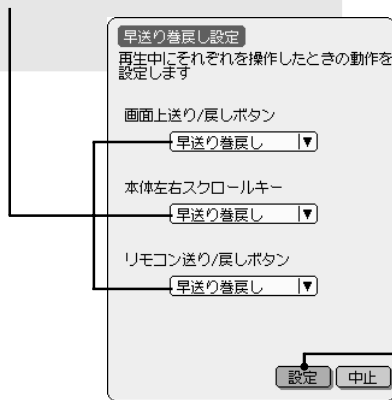 早送り巻戻し設定
再生中にそれぞれを操作したときの動作を
設定します
画面上送り/戻しボタン
早送り巻戻し
本体左右スクロールキー
早送り巻戻し
リモコン送り/戻しボタン
早送り巻戻し
設定 中止